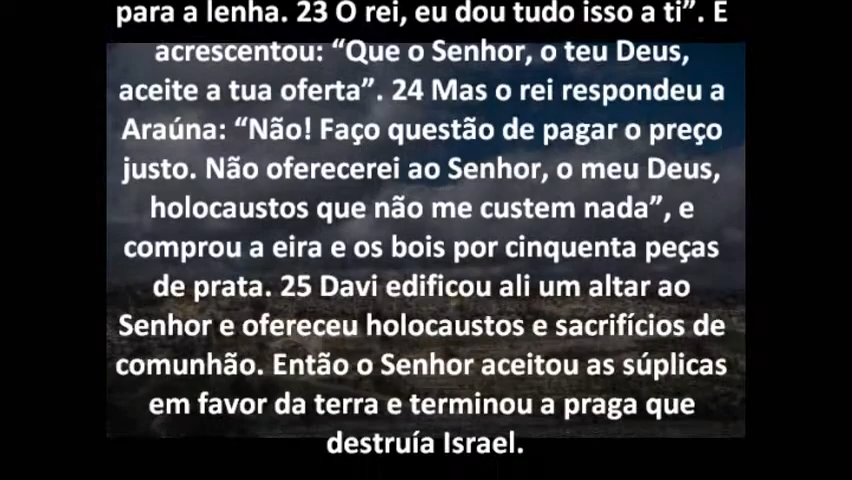 para a lenha. 23 O rei, eu dou tudo isso a ti”. E
acrescentou: “Que o Senhor, o teu Deus,
aceite a tua oferta”. 24 Mas o rei respondeu a
Araúna: “Não! Faço questão de pagar o preço
justo. Não oferecerei ao Senhor, o meu Deus,
holocaustos que não me custem nada”, e
comprou a eira e os bois por cinquenta peças
de prata. 25 Davi edificou ali um altar ao
Senhor e ofereceu holocaustos e sacrifícios de
comunhão. Então o Senhor aceitou as súplicas
em favor da terra e terminou a praga que
destruía Israel.